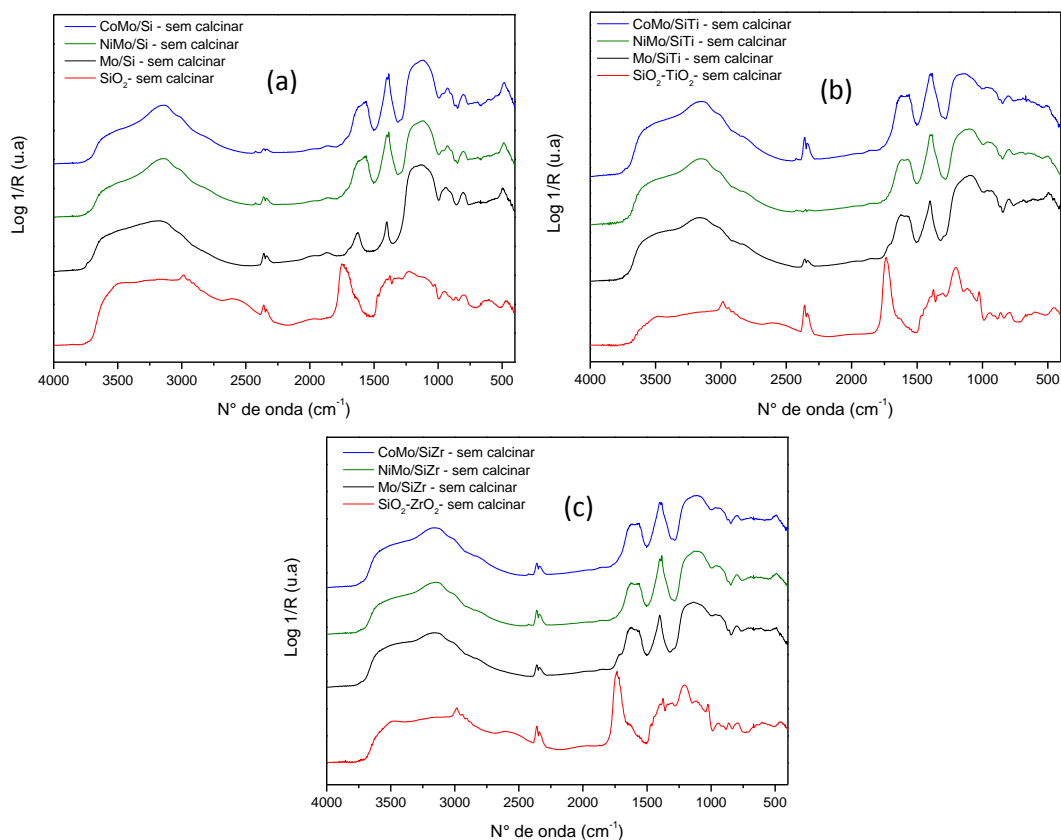 CoMo/Si - sem calcinar
NiMo/Si - sem calcinar
Mo/Si - sem calcinar
SiO2- sem calcinar
(a)
Log 1/R (u.a)
4000 3500 3000 2500 2000 1500 1000 500
N° de onda (cm-1)
CoMo/SiTi - sem calcinar
NiMo/SiTi - sem calcinar
Mo/SiTi - sem calcinar
SiO2-TiO2- sem calcinar
(b)
Log 1/R (u.a)
4000 3500 3000 2500 2000 1500 1000 500
N° de onda (cm-1)
CoMo/SiZr - sem calcinar
NiMo/SiZr - sem calcinar
Mo/SiZr - sem calcinar
SiO2-ZrO2- sem calcinar
(c)
Log 1/R (u.a)
4000 3500 3000 2500 2000 1500 1000 500
N° de onda (cm-1)